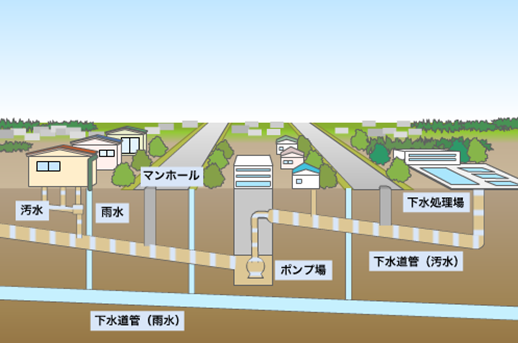 マンホール
汚水
雨水
下水処理場
ポンプ場
下水道管（汚水）
下水道管（雨水）